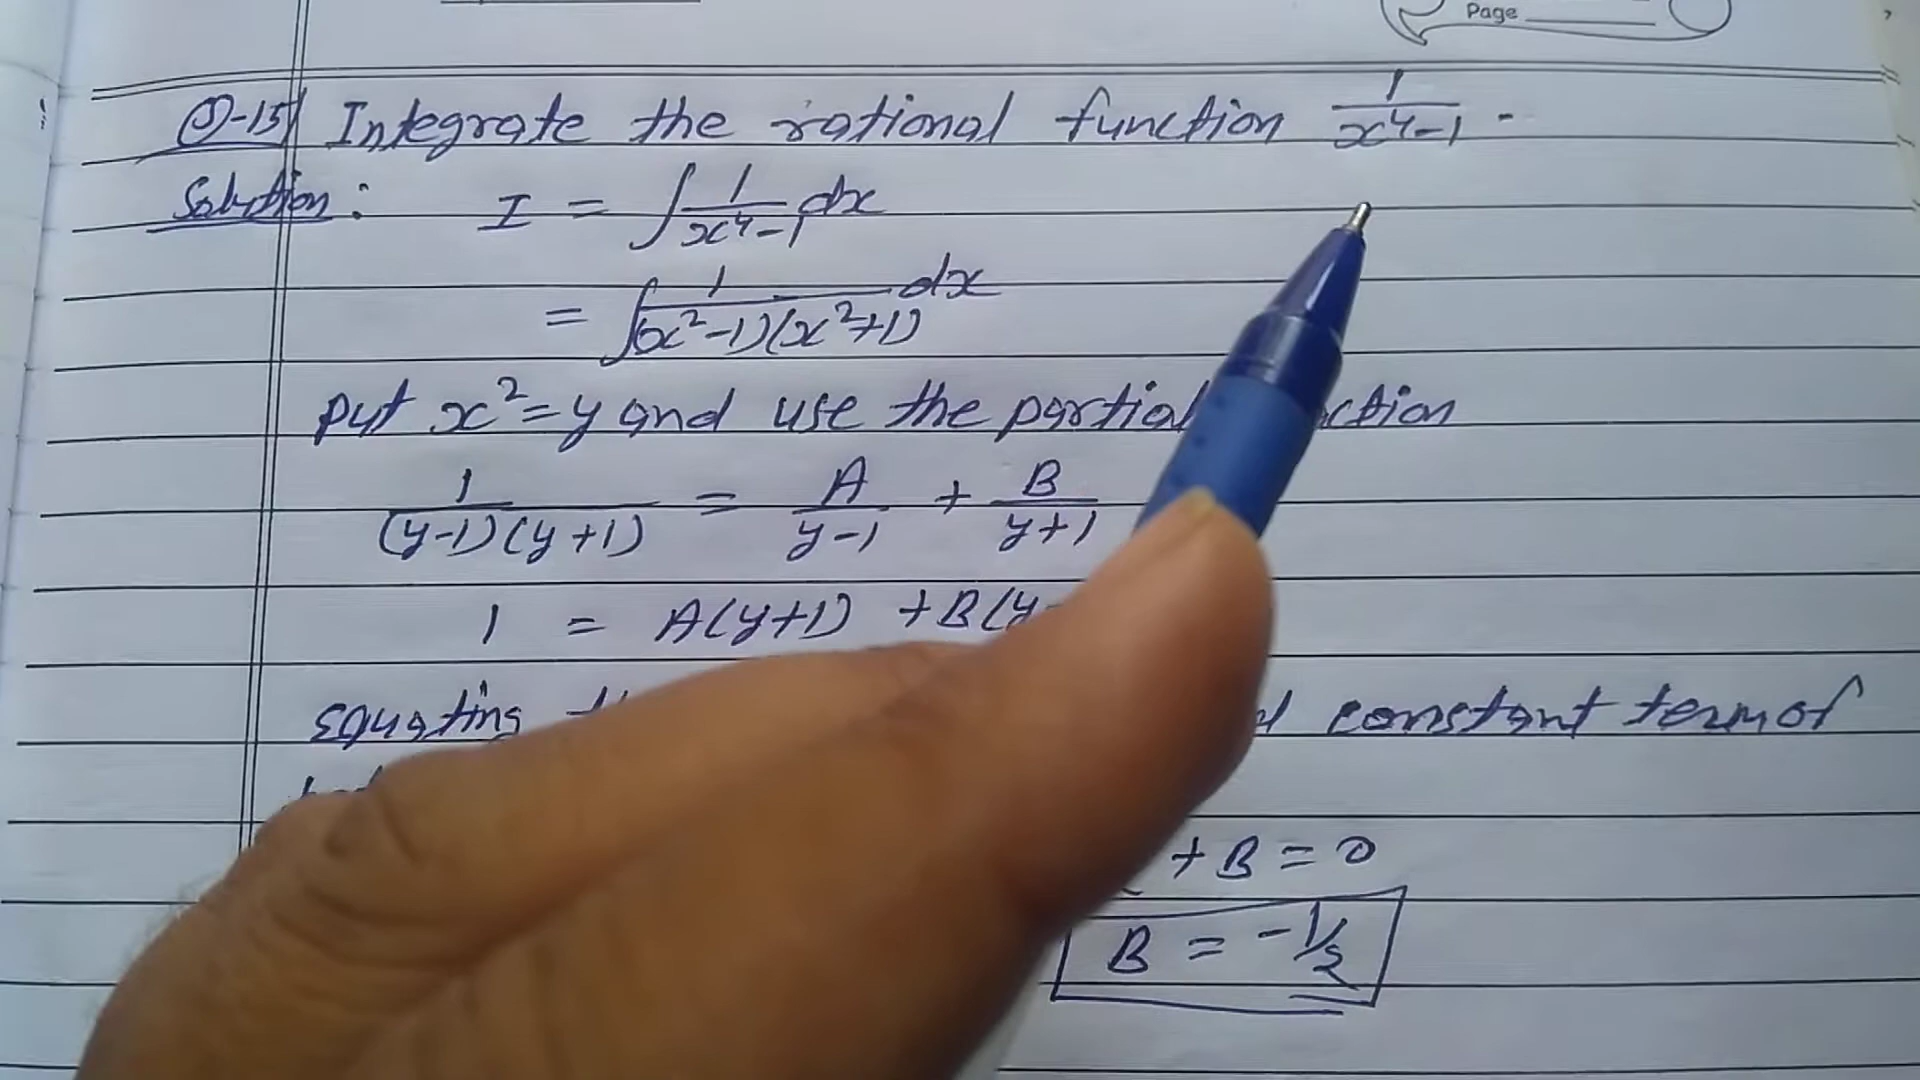 Page
Q-15 Integrate the rational function 1/(x⁴-1) .
Solution: I = ∫ 1/(x⁴-1) dx
= ∫ 1/((x²-1)(x²+1)) dx
put x²=y and use the partial
1/((y-1)(y+1)) = A/(y-1) + B/(y+1)
1 = A(y+1) + B(y
equating constant term of
+ B = 0
B = -1/2